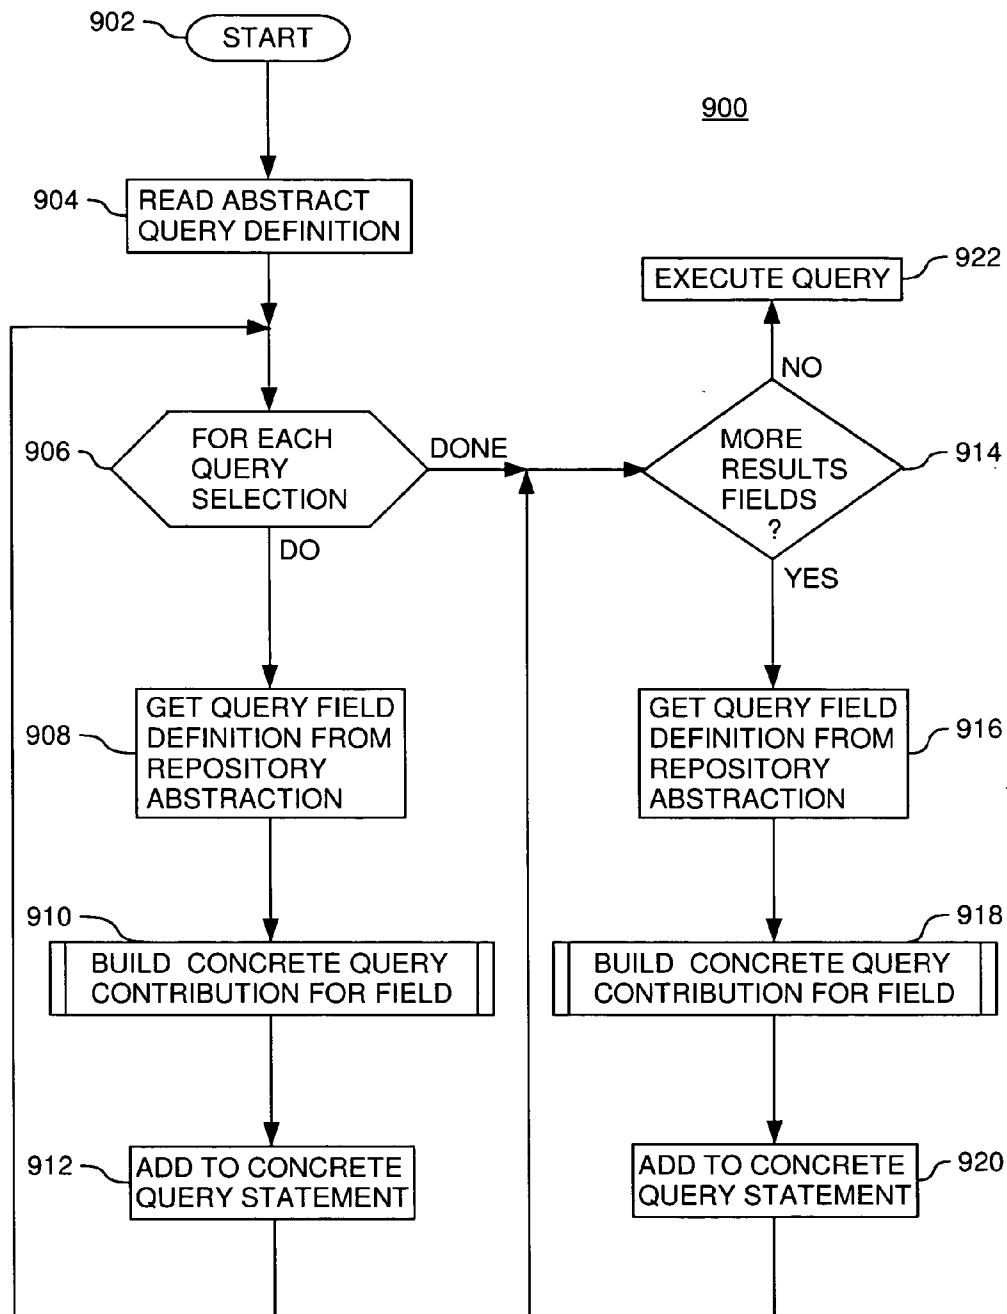 902
START
900
904
READ ABSTRACT
QUERY DEFINITION
922
EXECUTE QUERY
NO
906
FOR EACH
QUERY
SELECTION
DONE
DO
MORE
RESULTS
FIELDS
?
914
YES
908
GET QUERY FIELD
DEFINITION FROM
REPOSITORY
ABSTRACTION
GET QUERY FIELD
DEFINITION FROM
REPOSITORY
ABSTRACTION
916
910
BUILD CONCRETE QUERY
CONTRIBUTION FOR FIELD
918
BUILD CONCRETE QUERY
CONTRIBUTION FOR FIELD
912
ADD TO CONCRETE
QUERY STATEMENT
ADD TO CONCRETE
QUERY STATEMENT
920